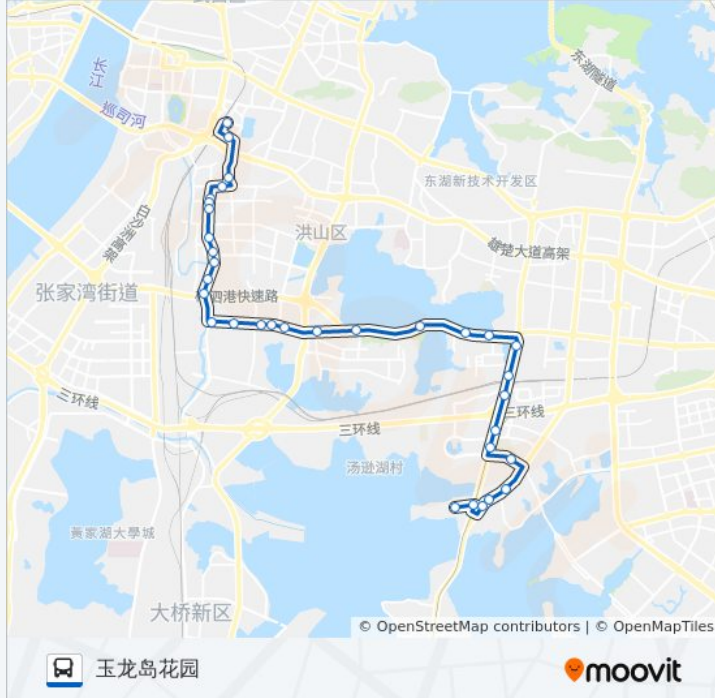 长江
巡司河
东湖隧道
东湖新技术开发区
白沙洲高架
洪山区
雄楚大道高架
张家湾街道
泗港快速路
三环线
三环线
三环线
汤逊湖村
黄家湖大學城
大桥新区
© OpenStreetMap contributors | © OpenMapTiles
玉龙岛花园
moovit